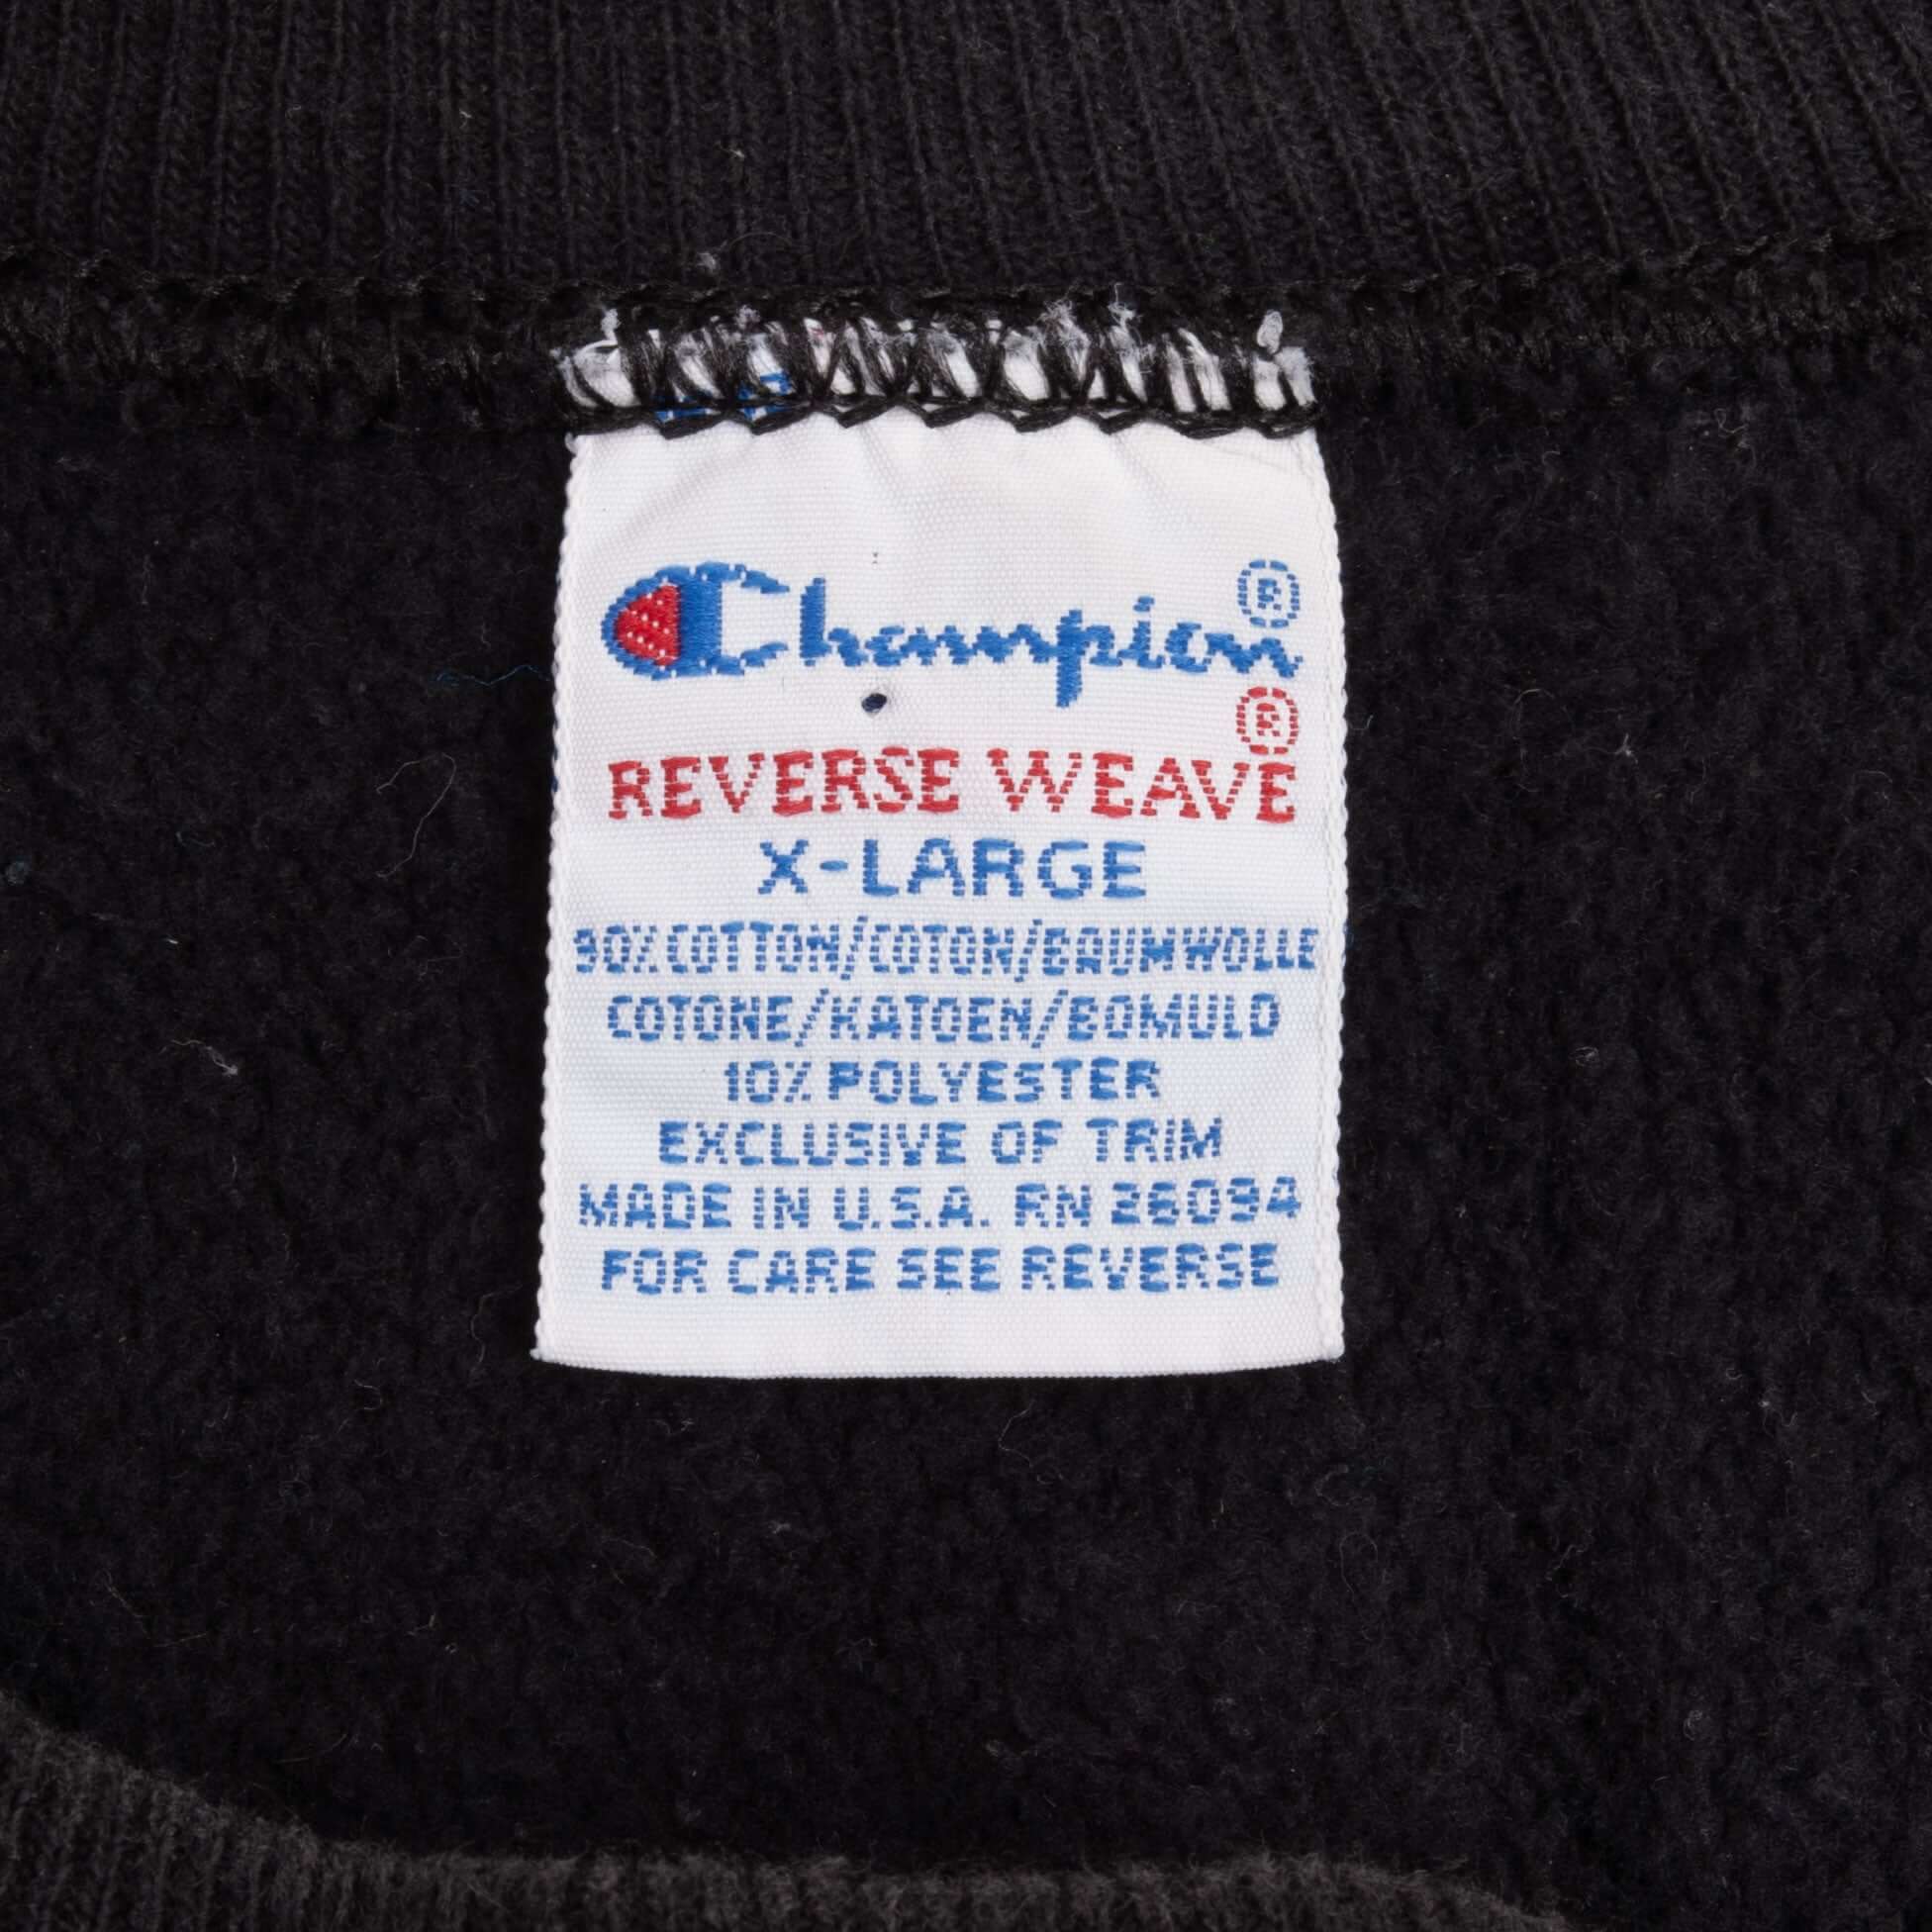 Champion®
®
REVERSE WEAVE
X-LARGE
90% COTTON/COTON/BAUMWOLLE
COTONE/KATOEN/BOMULD
10% POLYESTER
EXCLUSIVE OF TRIM
MADE IN U.S.A. RN 26094
FOR CARE SEE REVERSE